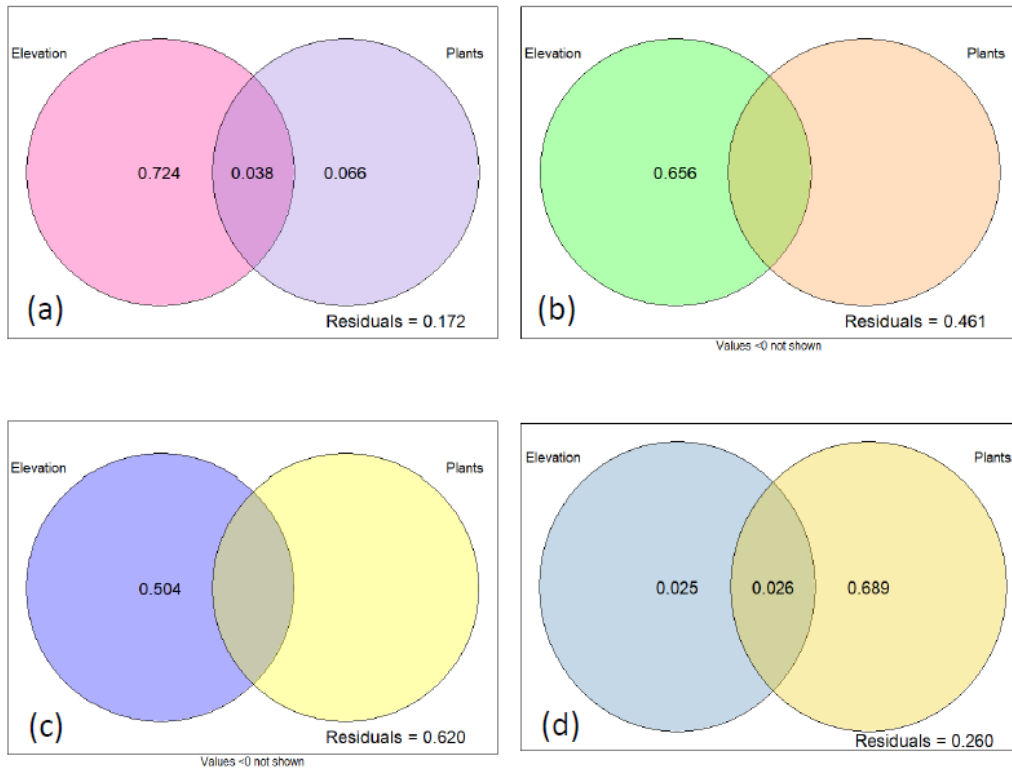 Elevation Plants
0.724 0.038 0.066
(a) Residuals = 0.172
Elevation Plants
0.656
(b) Residuals = 0.461
Values <0 not shown
Elevation Plants
0.504
(c) Residuals = 0.620
Values <0 not shown
Elevation Plants
0.025 0.026 0.689
(d) Residuals = 0.260